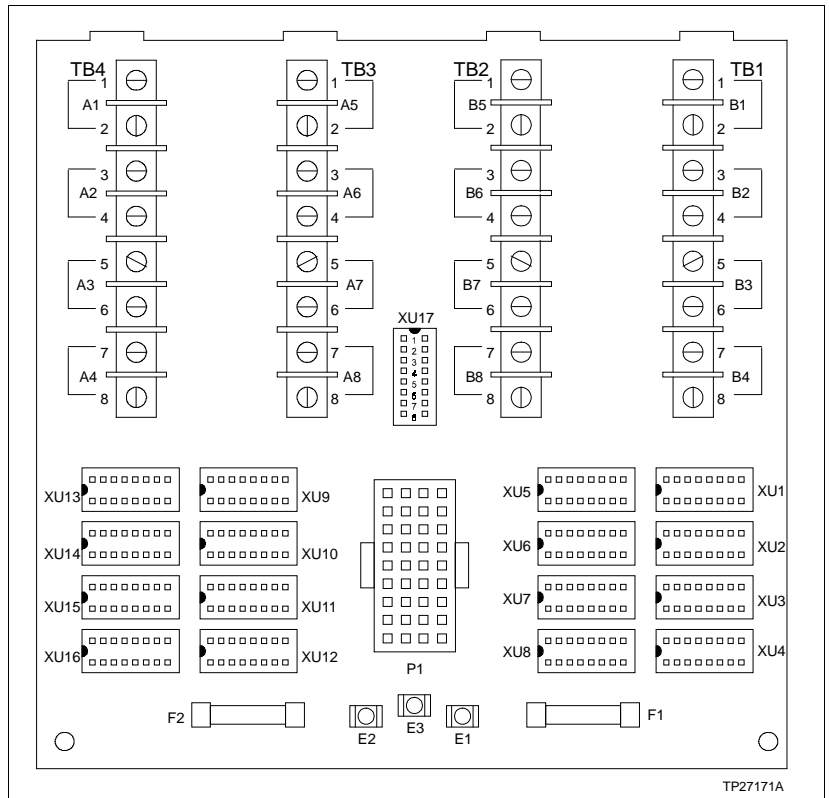 TB4 TB3 TB2 TB1
1 1 1 1
A1 A5 B5 B1
2 2 2 2
3 3 3 3
A2 A6 B6 B2
4 4 4 4
5 5 5 5
A3 A7 B7 B3
6 6 6 6
XU17
7 7 7 7
A4 A8 B8 B4
8 8 8 8
1
2
3
4
5
7
8
XU13 XU9 XU5 XU1
XU14 XU10 XU6 XU2
XU15 XU11 XU7 XU3
XU16 XU12 XU8 XU4
P1
F2 F1
E2 E3 E1
TP27171A